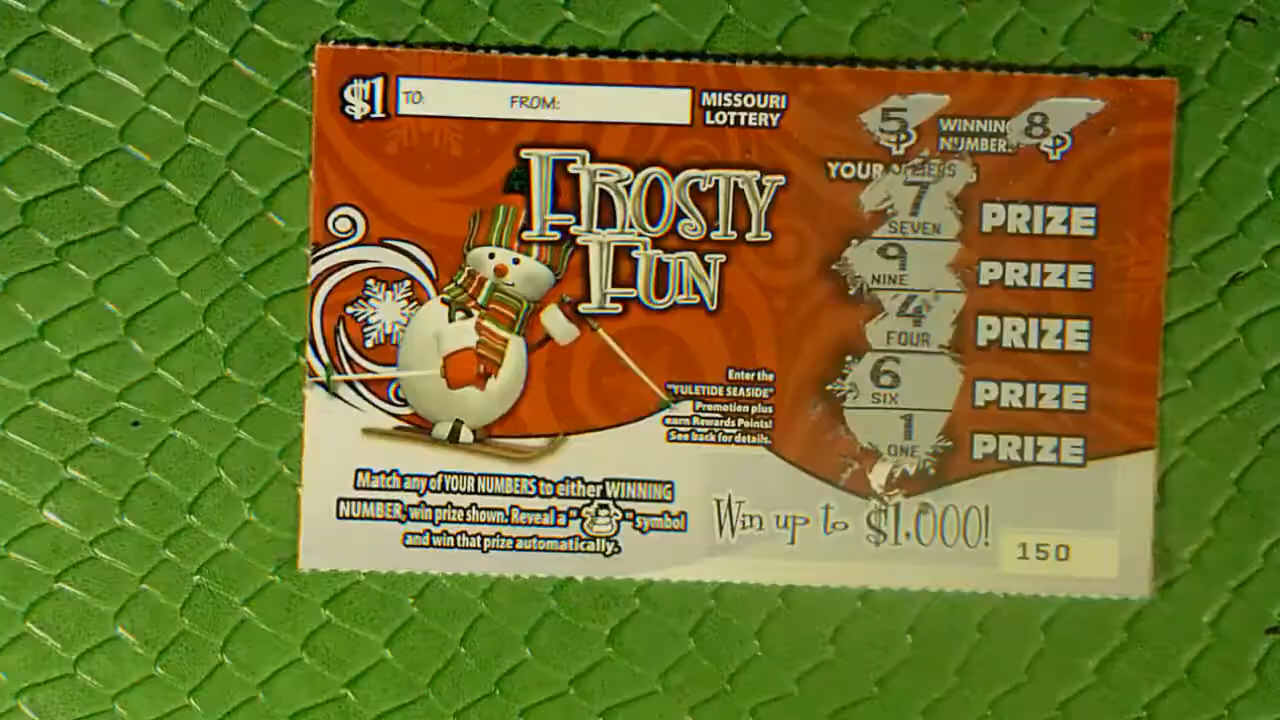 $1 TO: FROM: MISSOURI LOTTERY
FROSTY
FUN
5 WINNING NUMBER 8
YOUR
7 SEVEN PRIZE
9 NINE PRIZE
4 FOUR PRIZE
6 SIX PRIZE
1 ONE PRIZE
Enter the
"YULETIDE SEASIDE"
Promotion plus
earn Rewards Points!
See back for details.
Match any of YOUR NUMBERS to either WINNING
NUMBER, win prize shown. Reveal a " " symbol
and win that prize automatically.
Win up to $1,000!
150